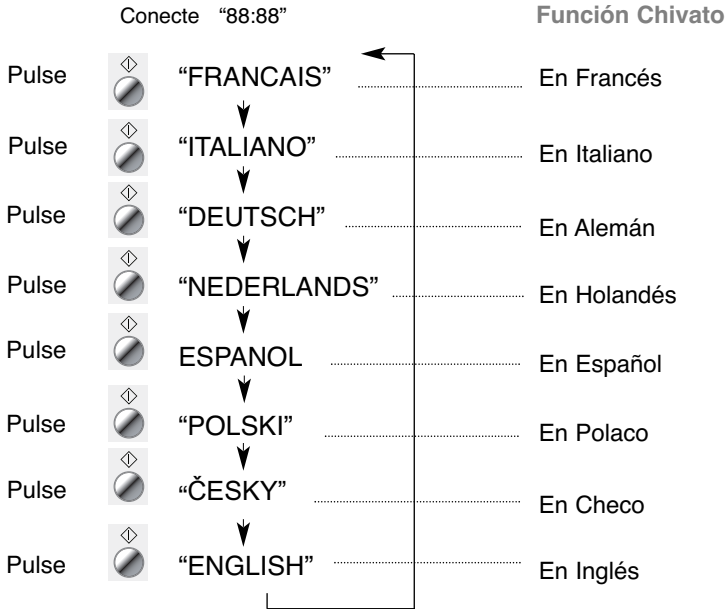 Conecte “88:88” Función Chivato
Pulse “FRANCAIS” En Francés
Pulse “ITALIANO” En Italiano
Pulse “DEUTSCH” En Alemán
Pulse “NEDERLANDS” En Holandés
Pulse ESPANOL En Español
Pulse “POLSKI” En Polaco
Pulse “ČESKY” En Checo
Pulse “ENGLISH” En Inglés